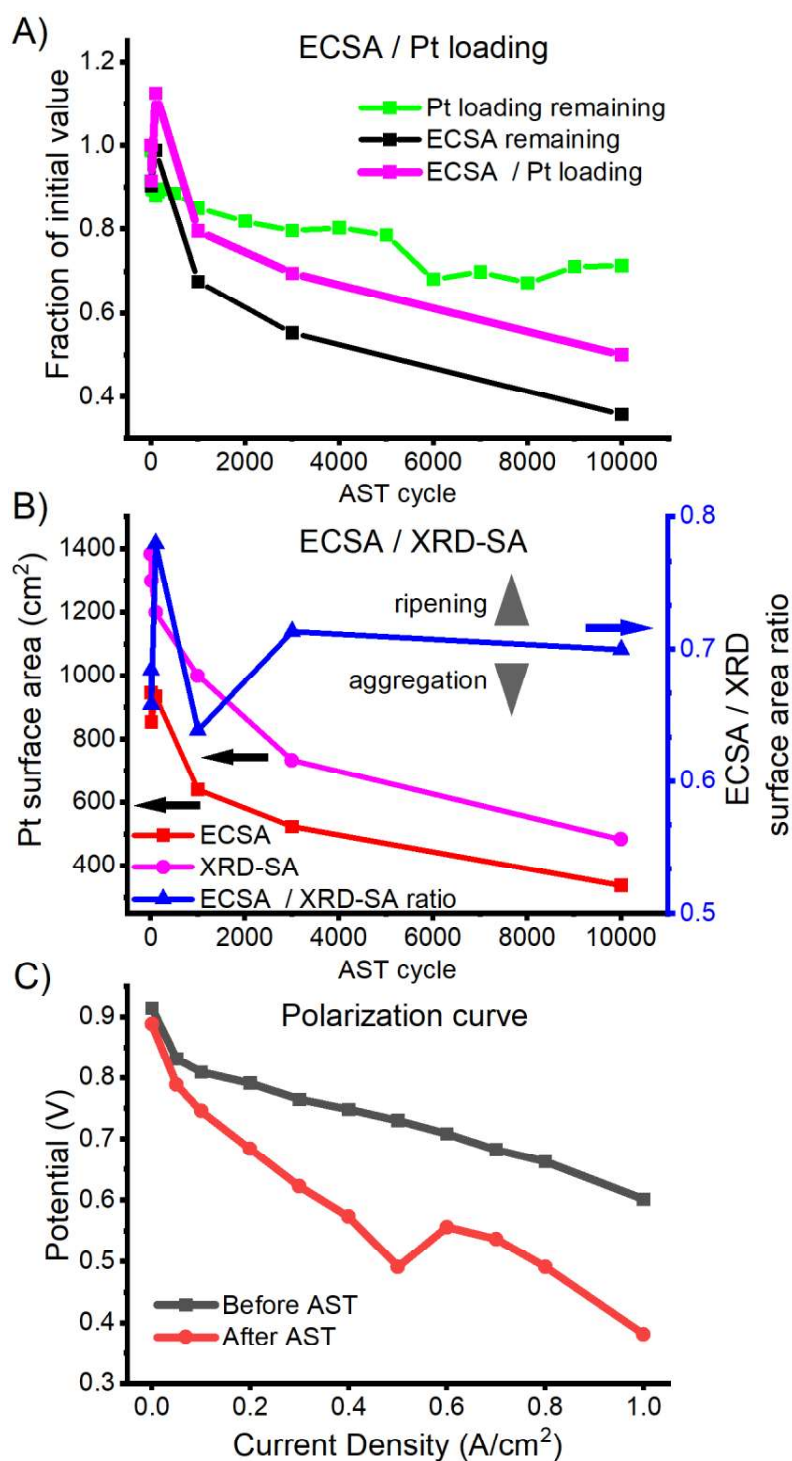 A)
ECSA / Pt loading
Fraction of initial value
1.2
1.0
0.8
0.6
0.4
Pt loading remaining
ECSA remaining
ECSA / Pt loading
0 2000 4000 6000 8000 10000
AST cycle
B)
ECSA / XRD-SA
Pt surface area (cm²)
1400
1200
1000
800
600
400
ripening
aggregation
ECSA
XRD-SA
ECSA / XRD-SA ratio
0.8
0.7
0.6
0.5
ECSA / XRD
surface area ratio
0 2000 4000 6000 8000 10000
AST cycle
C)
Polarization curve
Potential (V)
0.9
0.8
0.7
0.6
0.5
0.4
0.3
Before AST
After AST
0.0 0.2 0.4 0.6 0.8 1.0
Current Density (A/cm²)